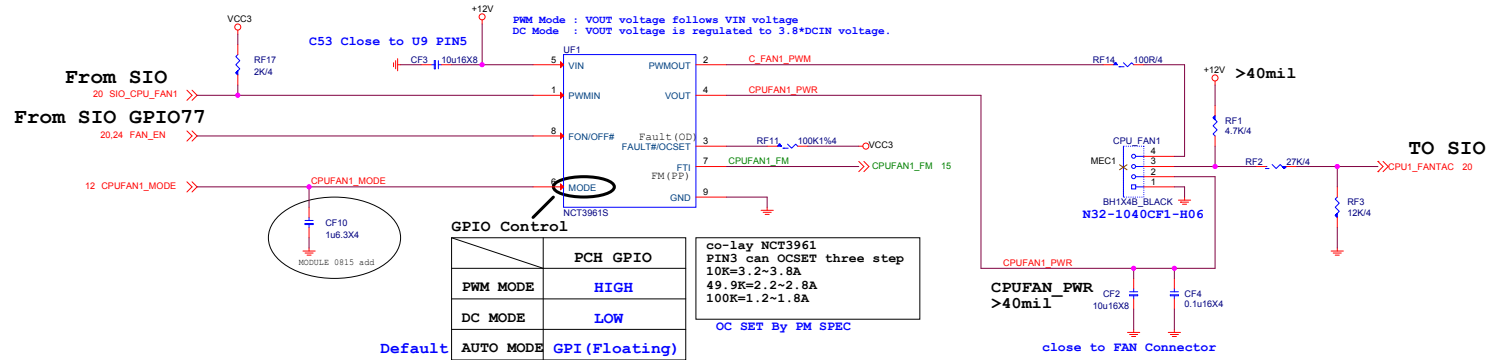 VCC3
+12V
PWM Mode : VOUT voltage follows VIN voltage
DC Mode : VOUT voltage is regulated to 3.8*DCIN voltage.
C53 Close to U9 PIN5
CF3 10u16X8
UF1
RF17
2K/4
5 VIN
PWMOUT 2
C_FAN1_PWM
RF14 100R/4
+12V >40mil
From SIO
20 SIO_CPU_FAN1
1 PWMIN
VOUT 4
CPUFAN1_PWR
From SIO GPIO77
20,24 FAN_EN
8 FON/OFF#
Fault(OD)
FAULT#/OCSET 3
RF11 100K1%4
VCC3
RF1
4.7K/4
CPU_FAN1
MEC1
4
3
2
1
BH1X4B_BLACK
N32-1040CF1-H06
RF2 27K/4
TO SIO
CPU1_FANTAC 20
RF3
12K/4
FTI 7
FM(PP)
CPUFAN1_FM
CPUFAN1_FM 15
12 CPUFAN1_MODE
CPUFAN1_MODE
6 MODE
GND 9
NCT3961S
CF10
1u6.3X4
MODULE 0815 add
GPIO Control
PCH GPIO
PWM MODE HIGH
DC MODE LOW
Default AUTO MODE GPI(Floating)
co-lay NCT3961
PIN3 can OCSET three step
10K=3.2~3.8A
49.9K=2.2~2.8A
100K=1.2~1.8A
OC SET By PM SPEC
CPUFAN1_PWR
CPUFAN_PWR
>40mil
CF2
10u16X8
CF4
0.1u16X4
close to FAN Connector